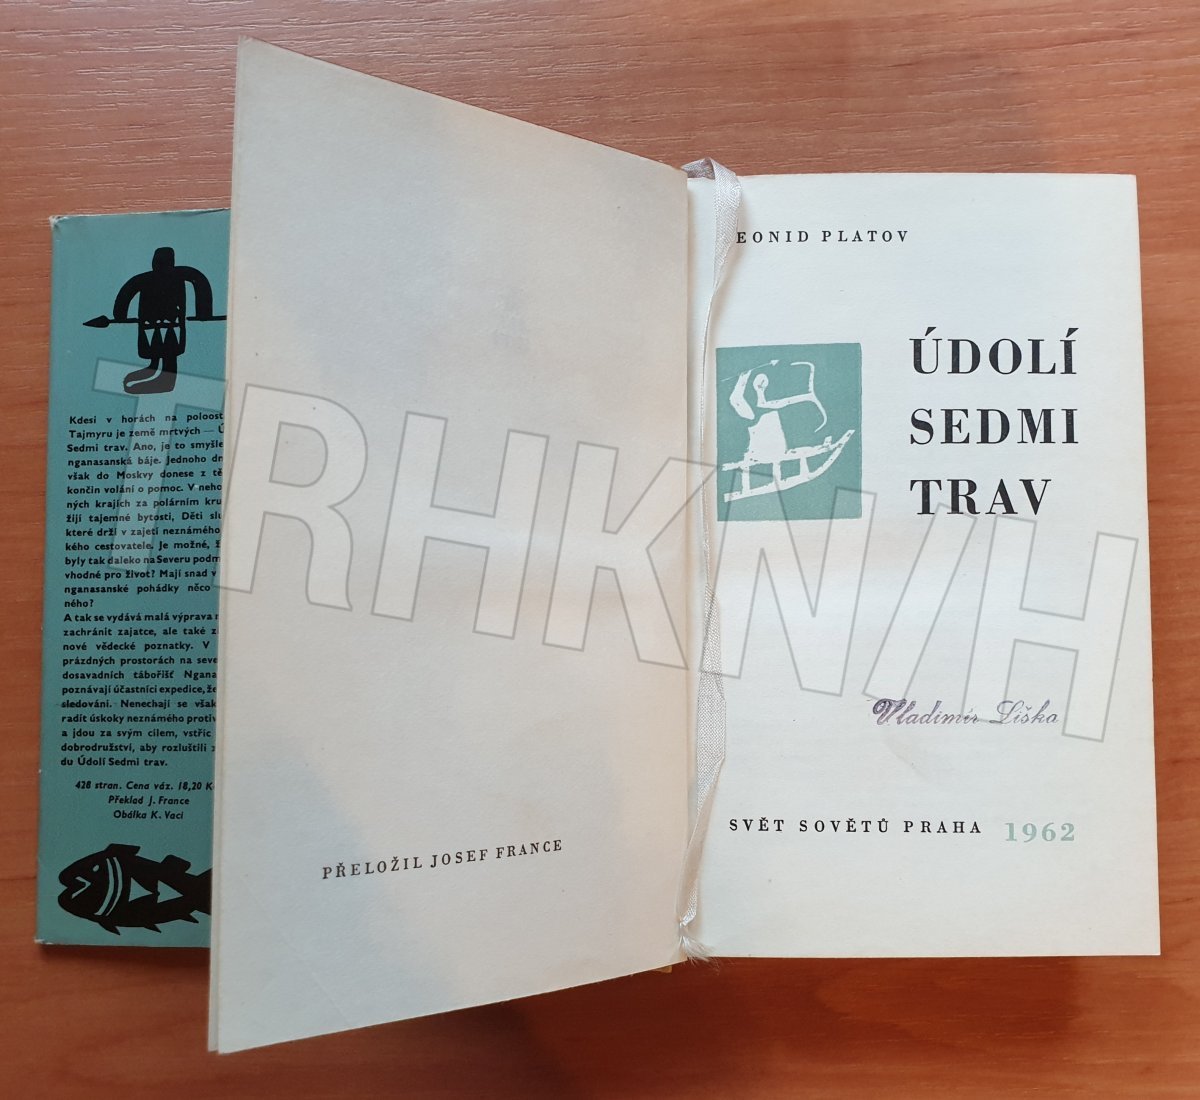 Kdesi v horách na poloost
Tajmyru je země mrtvých — Ú
Sedmi trav. Ano, je to smyšle
nganasanská báje. Jednoho dn
však do Moskvy donese z tě
končin volání o pomoc. V neho
ných krajích za polárním kru
žijí tajemné bytosti, Děti slu
které drží v zajetí neznámého
kého cestovatele. Je možné, ž
byly tak daleko na Severu podm
vhodné pro život? Mají snad v
nganasanské pohádky něco
ného?
A tak se vydává malá výprava n
zachránit zajatce, ale také z
nové vědecké poznatky. V
prázdných prostorách na seve
dosavadních tábořišť Ngana
poznávají účastníci expedice, že
sledováni. Nenechají se však
radit úskoky neznámého protiv
a jdou za svým cílem, vstříc
dobrodružství, aby rozluštili z
du Údolí Sedmi trav.
428 stran. Cena váz. 18,20 K
Překlad J. France
Obálka K. Vaci
PŘELOŽIL JOSEF FRANCE
EONID PLATOV
ÚDOLÍ
SEDMI
TRAV
Vladimír Liška
SVĚT SOVĚTŮ PRAHA 1962
TRHKN/H